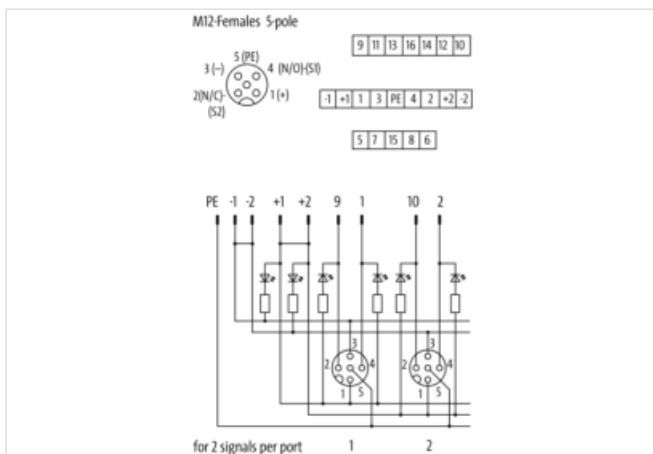 M12-Females 5-pole
5 (PE)
3 (–) 4 (N/O)-(S1)
2(N/C)- 1 (+)
(S2)
9 11 13 16 14 12 10
-1 +1 1 3 PE 4 2 +2 -2
5 7 15 8 6
PE -1 -2 +1 +2 9 1 10 2
3 3
2 4 2 4
1 5 1 5
for 2 signals per port 1 2